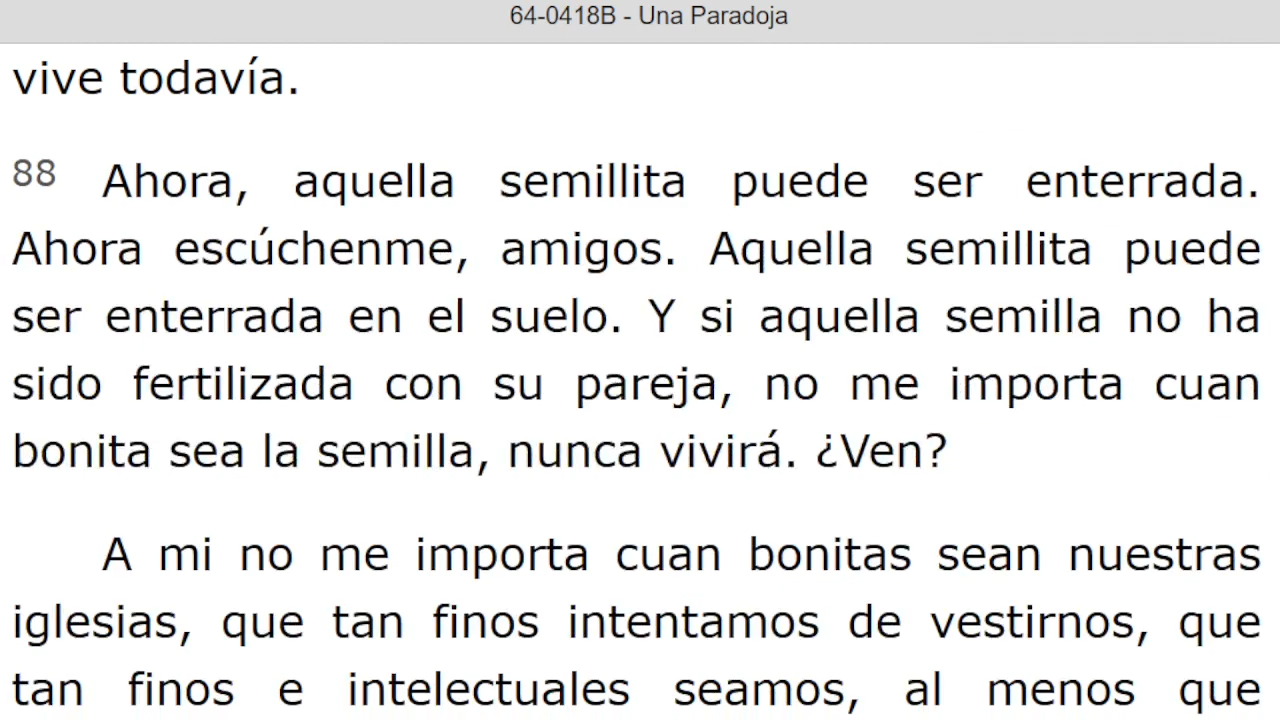 64-0418B - Una Paradoja
vive todavía.
88 Ahora, aquella semillita puede ser enterrada.
Ahora escúchenme, amigos. Aquella semillita puede
ser enterrada en el suelo. Y si aquella semilla no ha
sido fertilizada con su pareja, no me importa cuan
bonita sea la semilla, nunca vivirá. ¿Ven?
A mi no me importa cuan bonitas sean nuestras
iglesias, que tan finos intentamos de vestirnos, que
tan finos e intelectuales seamos, al menos que